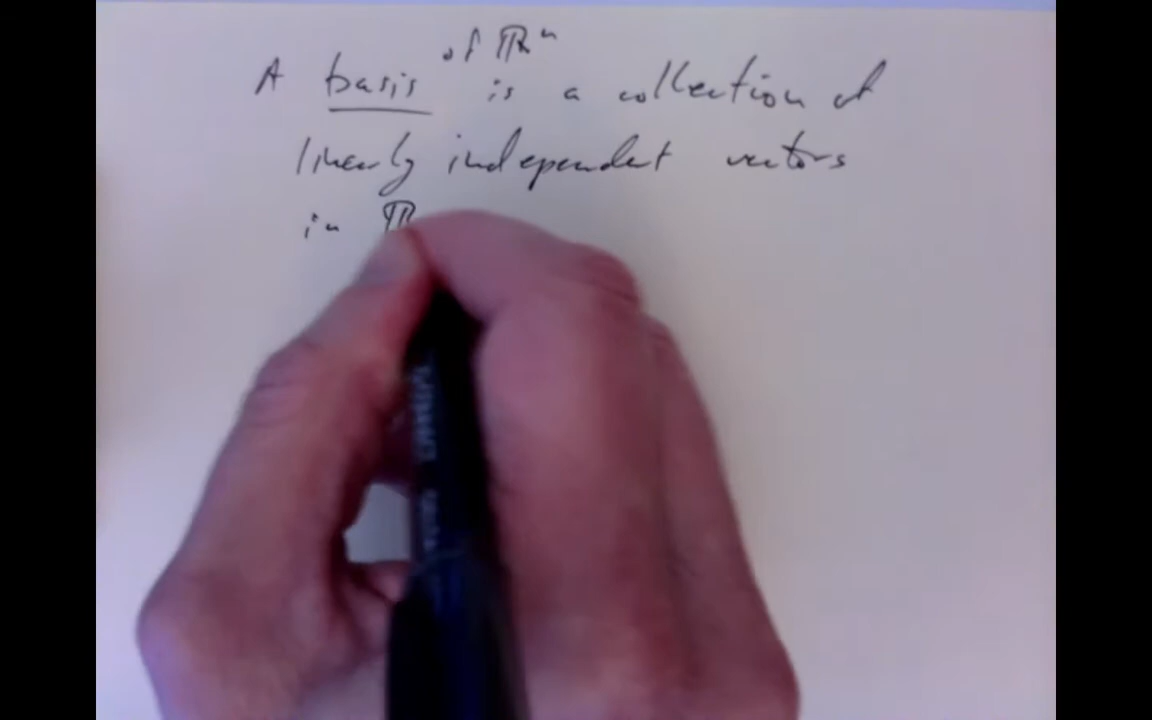 A basis of ℝⁿ is a collection of
linearly independent vectors
in ℝ